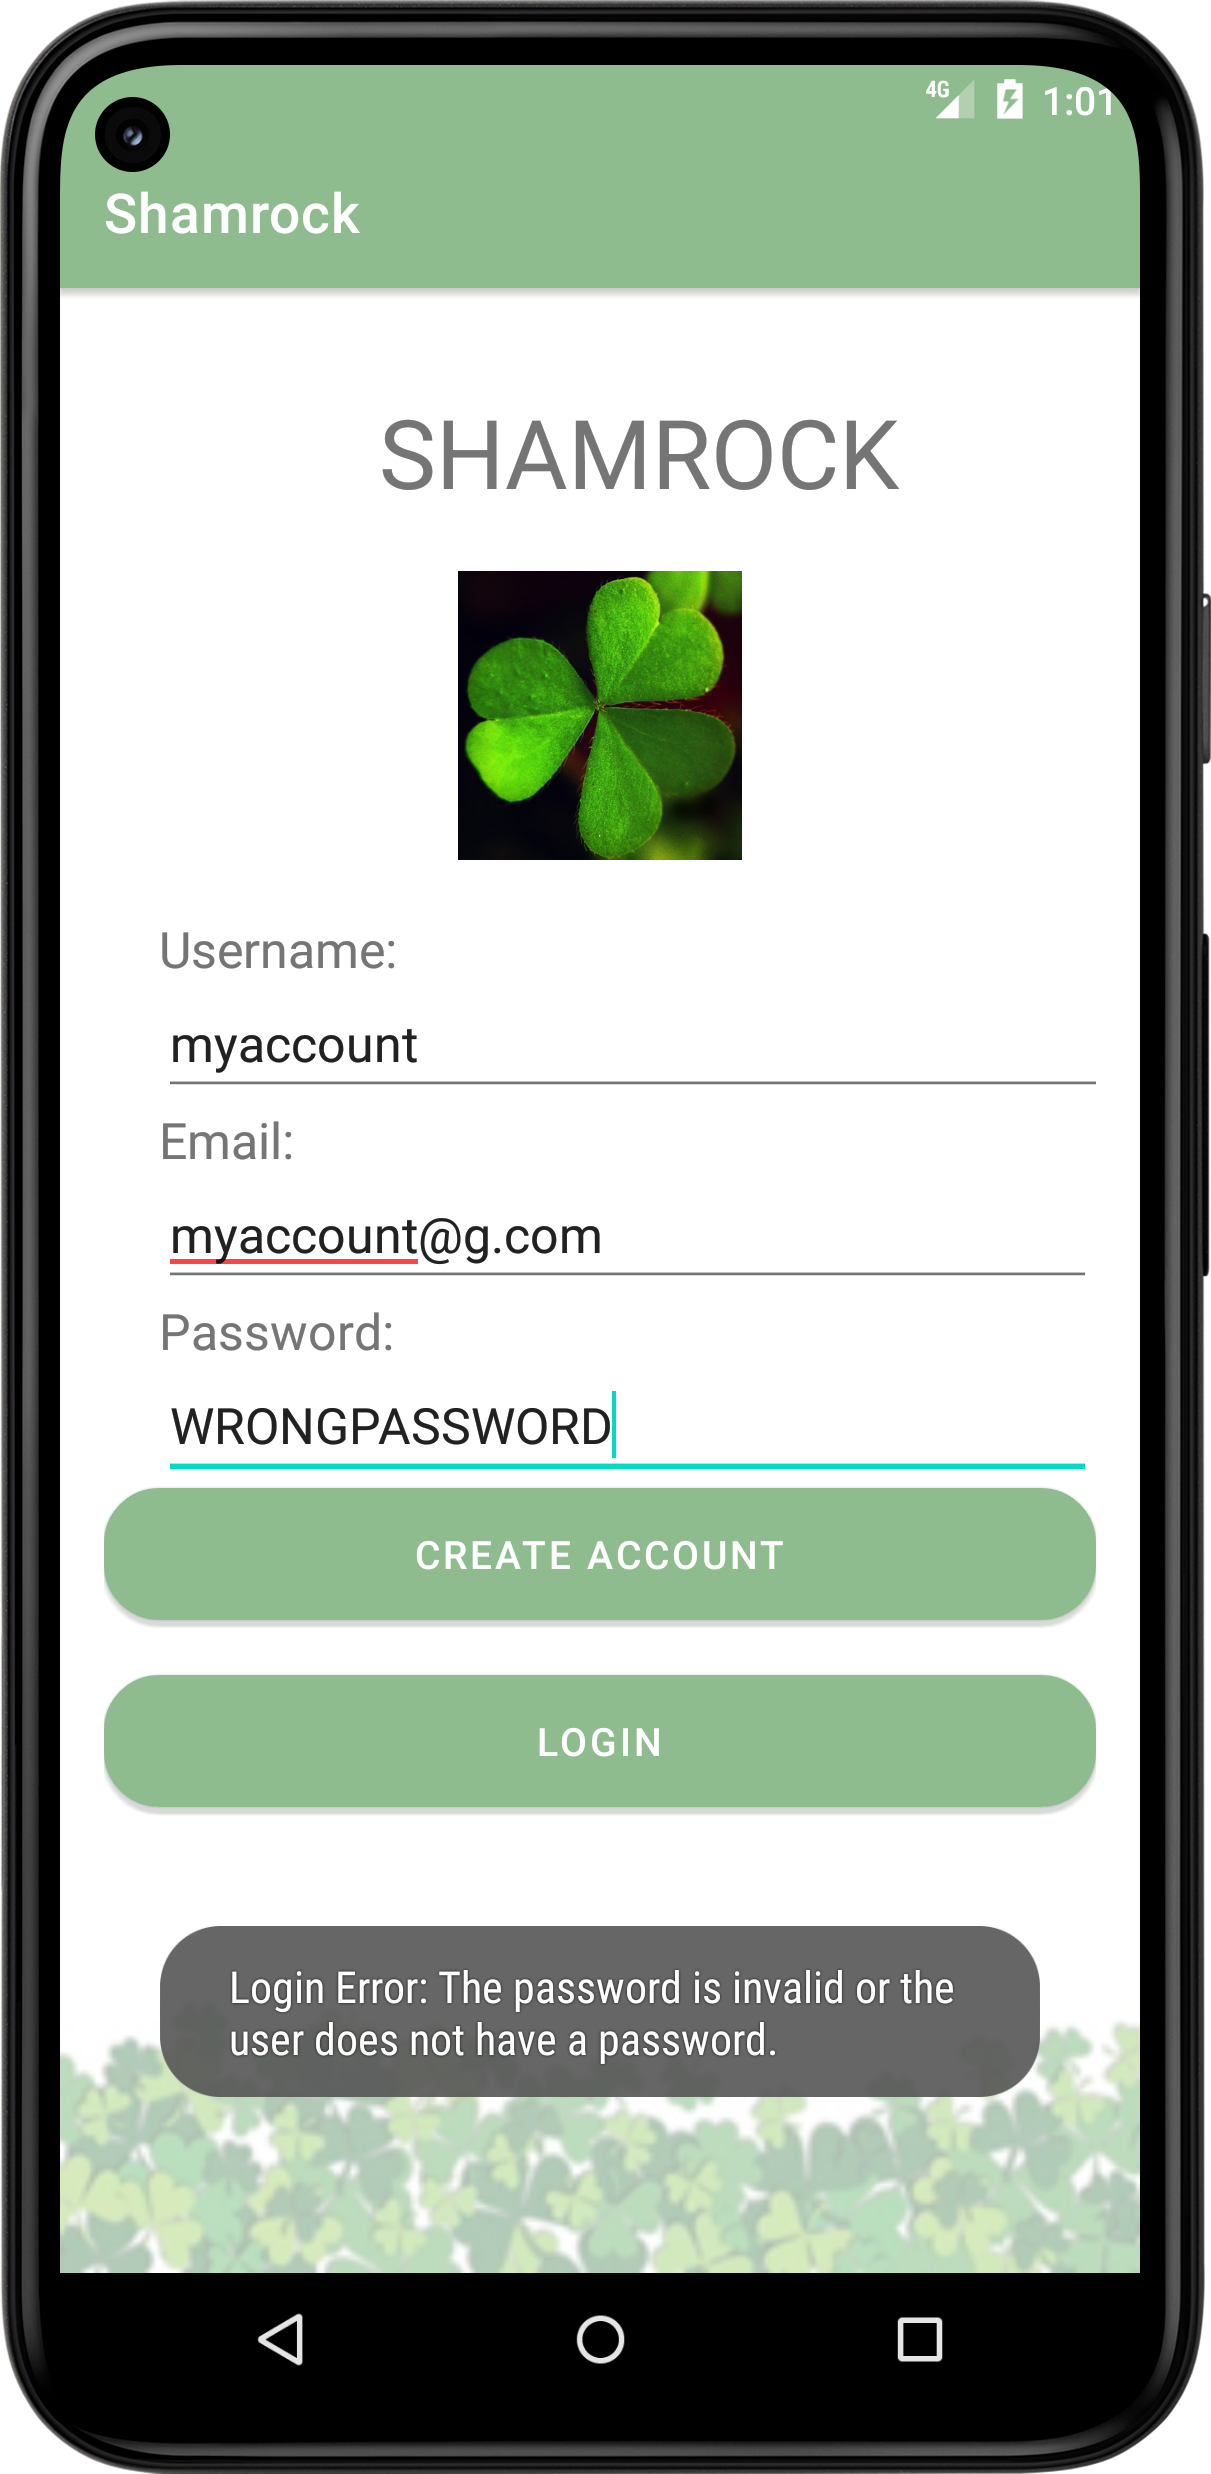 4G 1:01
Shamrock
SHAMROCK
Username:
myaccount
Email:
myaccount@g.com
Password:
WRONGPASSWORD
CREATE ACCOUNT
LOGIN
Login Error: The password is invalid or the
user does not have a password.